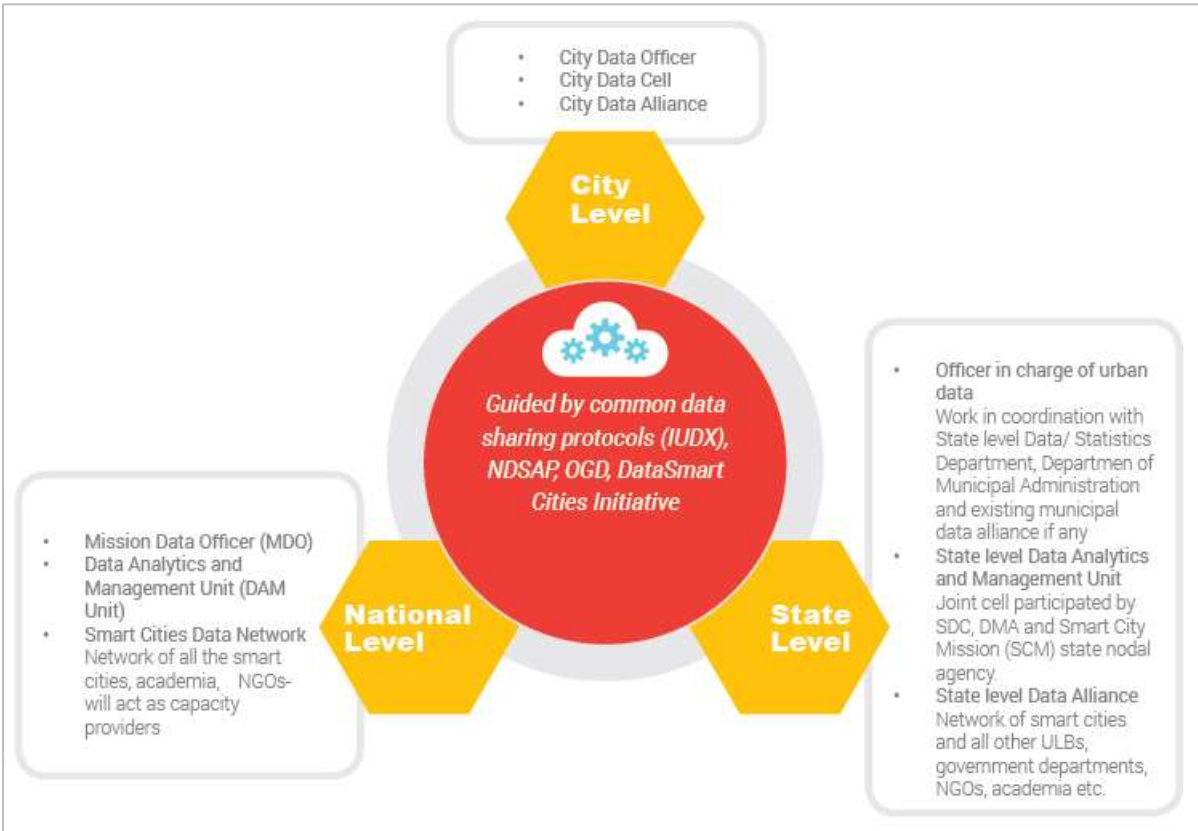 • City Data Officer
• City Data Cell
• City Data Alliance
City
Level
Guided by common data
sharing protocols (IUDX),
NDSAP, OGD, DataSmart
Cities Initiative
• Mission Data Officer (MDO)
• Data Analytics and
Management Unit (DAM
Unit)
• Smart Cities Data Network
Network of all the smart
cities, academia, NGOs-
will act as capacity
providers
National
Level
State
Level
• Officer in charge of urban
data
Work in coordination with
State level Data/ Statistics
Department, Departmen of
Municipal Administration
and existing municipal
data alliance if any
• State level Data Analytics
and Management Unit
Joint cell participated by
SDC, DMA and Smart City
Mission (SCM) state nodal
agency.
• State level Data Alliance
Network of smart cities
and all other ULBs,
government departments,
NGOs, academia etc.